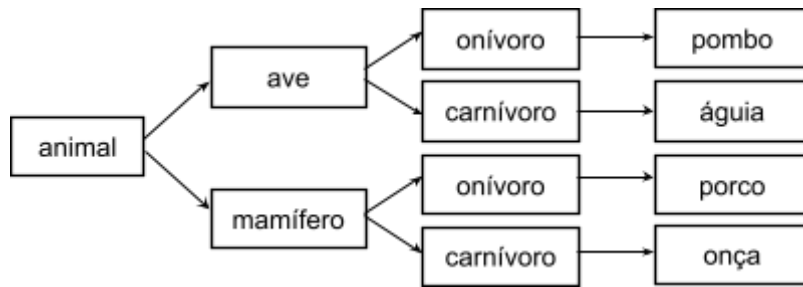 onívoro
pombo
ave
carnívoro
águia
animal
mamífero
onívoro
porco
carnívoro
onça